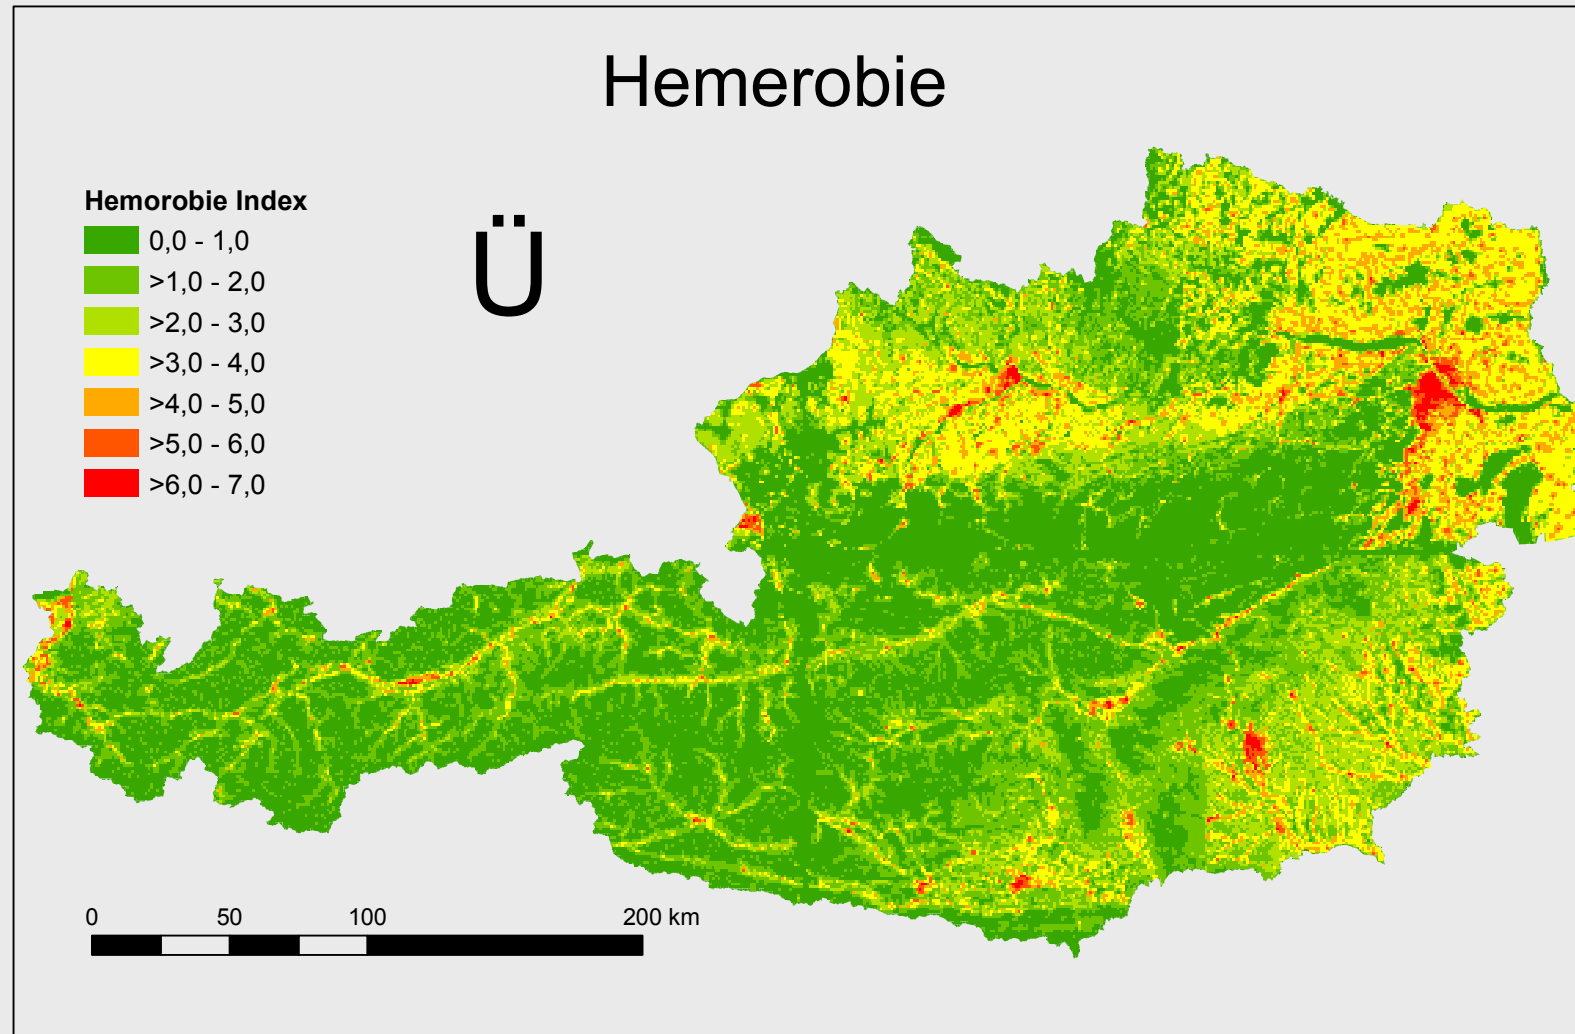 Hemerobie
Hemorobie Index
0,0 - 1,0
>1,0 - 2,0
>2,0 - 3,0
>3,0 - 4,0
>4,0 - 5,0
>5,0 - 6,0
>6,0 - 7,0
Ü
0 50 100 200 km